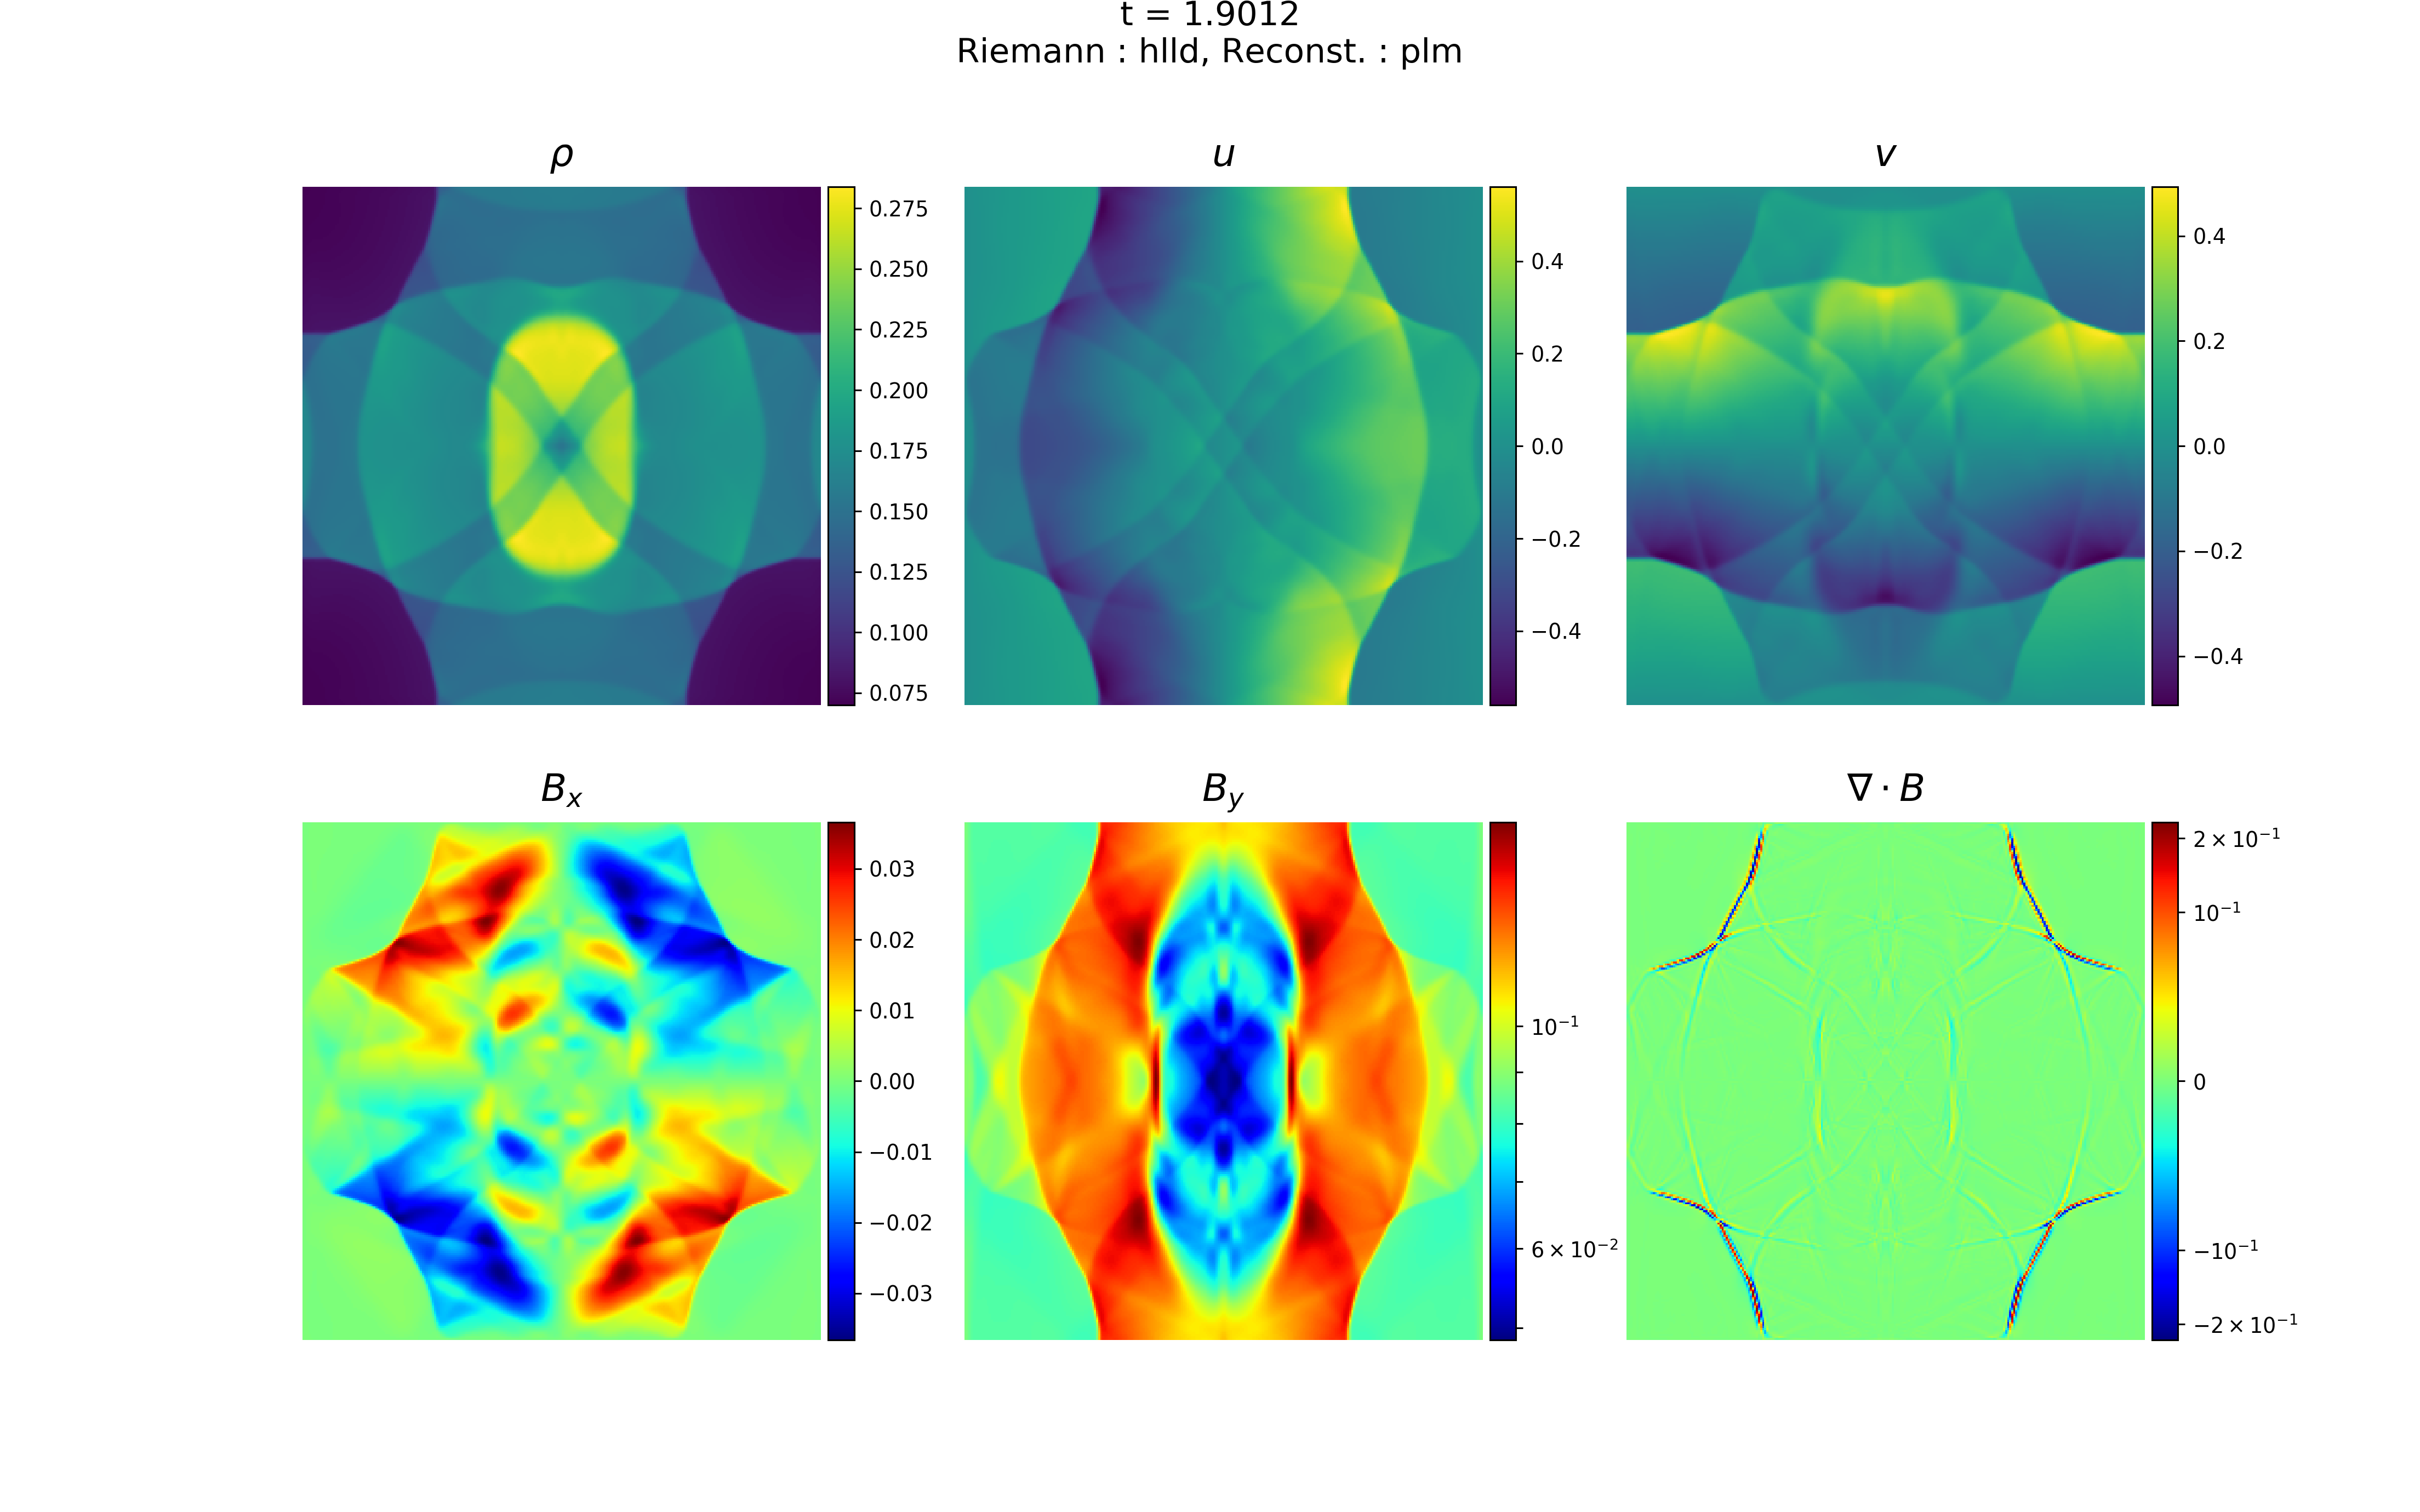 t = 1.9012
Riemann : hlld, Reconst. : plm
ρ
0.275
0.250
0.225
0.200
0.175
0.150
0.125
0.100
0.075
u
0.4
0.2
0.0
−0.2
−0.4
v
0.4
0.2
0.0
−0.2
−0.4
Bₓ
0.03
0.02
0.01
0.00
−0.01
−0.02
−0.03
B_y
10⁻¹
6 × 10⁻²
∇ · B
2 × 10⁻¹
10⁻¹
0
−10⁻¹
−2 × 10⁻¹